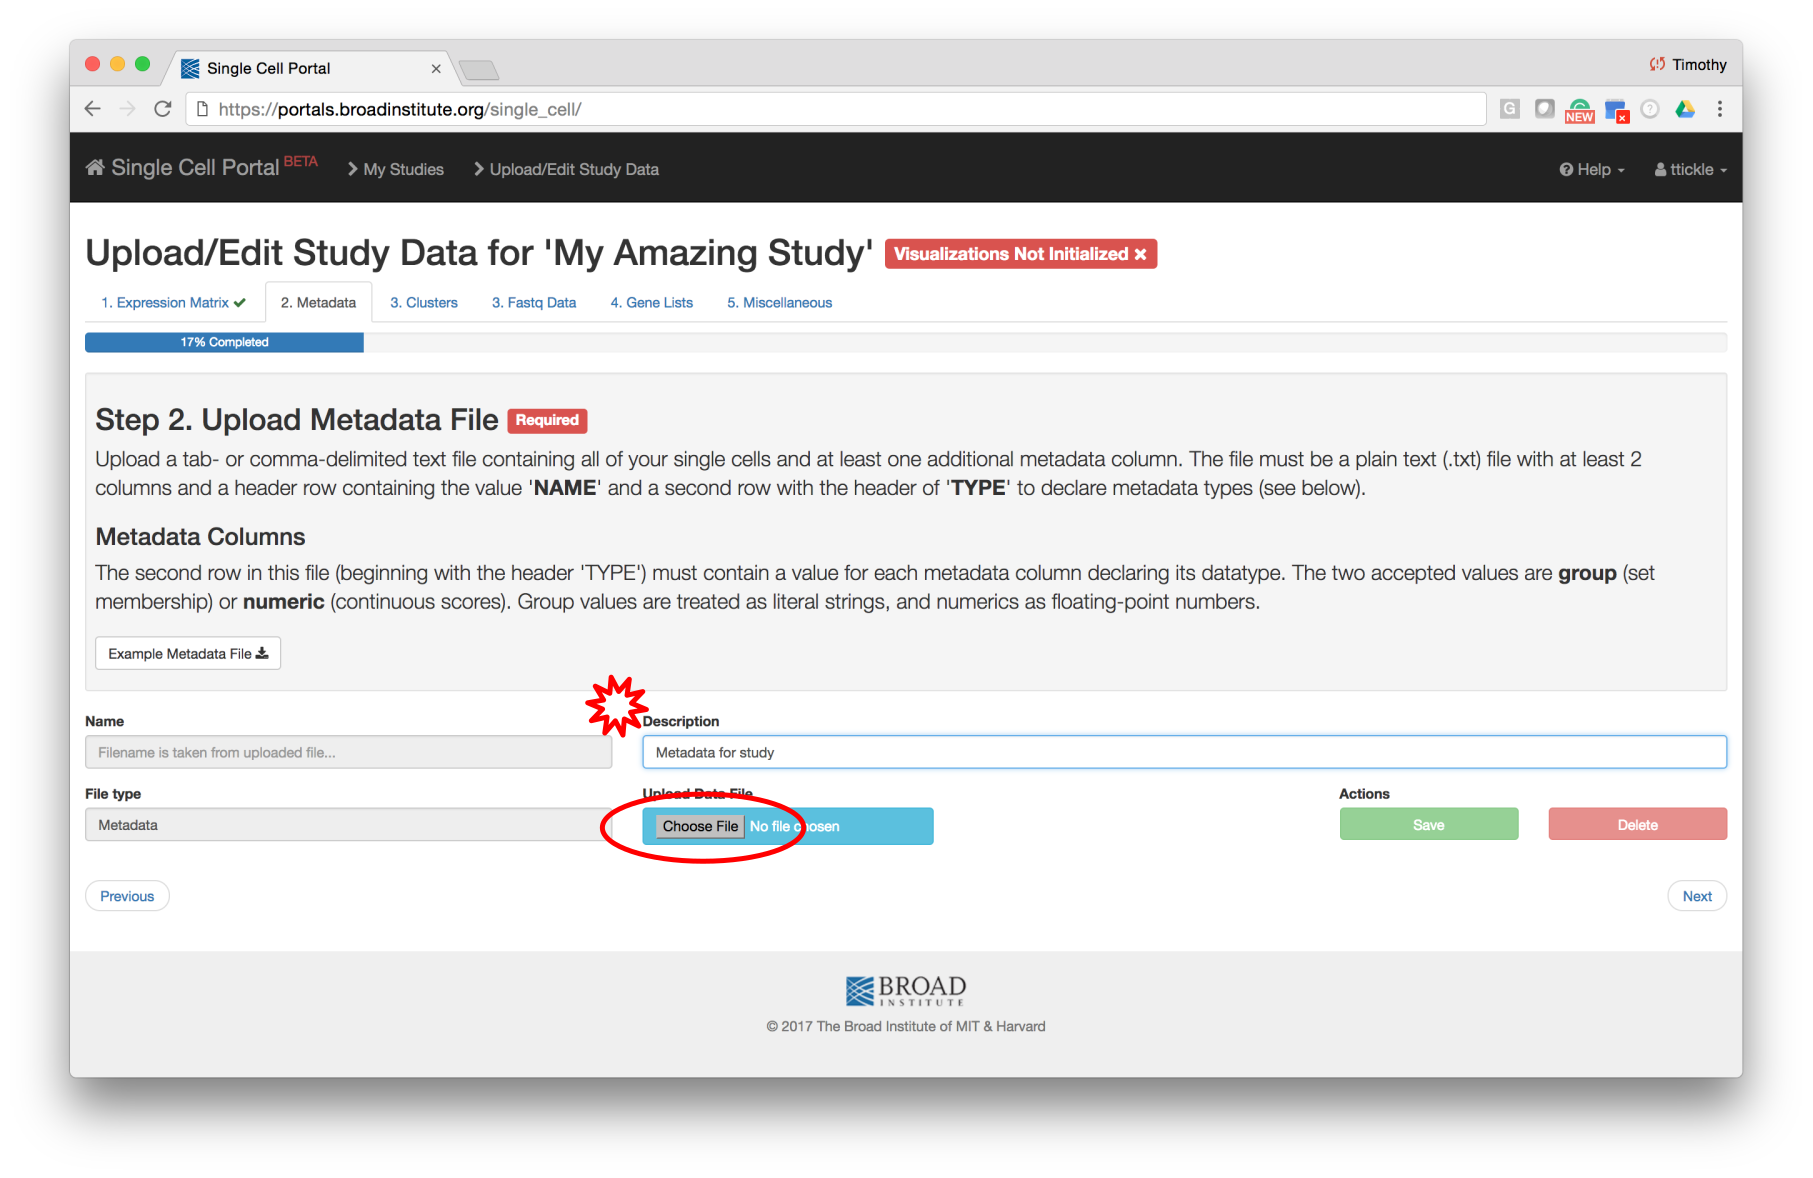 Single Cell Portal
Timothy
https://portals.broadinstitute.org/single_cell/
G
NEW
Single Cell Portal BETA
My Studies
Upload/Edit Study Data
Help
ttickle
Upload/Edit Study Data for 'My Amazing Study'
Visualizations Not Initialized
1. Expression Matrix
2. Metadata
3. Clusters
3. Fastq Data
4. Gene Lists
5. Miscellaneous
17% Completed
Step 2. Upload Metadata File Required
Upload a tab- or comma-delimited text file containing all of your single cells and at least one additional metadata column. The file must be a plain text (.txt) file with at least 2
columns and a header row containing the value 'NAME' and a second row with the header of 'TYPE' to declare metadata types (see below).
Metadata Columns
The second row in this file (beginning with the header 'TYPE') must contain a value for each metadata column declaring its datatype. The two accepted values are group (set
membership) or numeric (continuous scores). Group values are treated as literal strings, and numerics as floating-point numbers.
Example Metadata File
Name
Description
Filename is taken from uploaded file...
Metadata for study
File type
Upload Data File
Actions
Metadata
Choose File No file chosen
Save
Delete
Previous
Next
BROAD
INSTITUTE
© 2017 The Broad Institute of MIT & Harvard